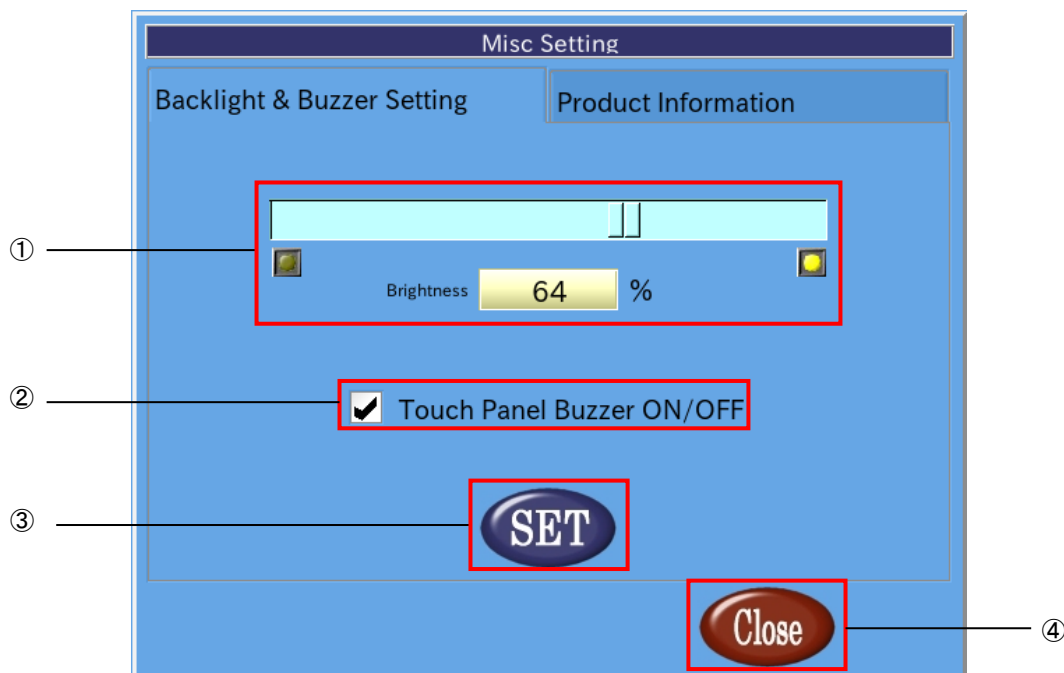 Misc Setting
Backlight & Buzzer Setting
Product Information
①
Brightness 64 %
②
Touch Panel Buzzer ON/OFF
③
SET
Close
④